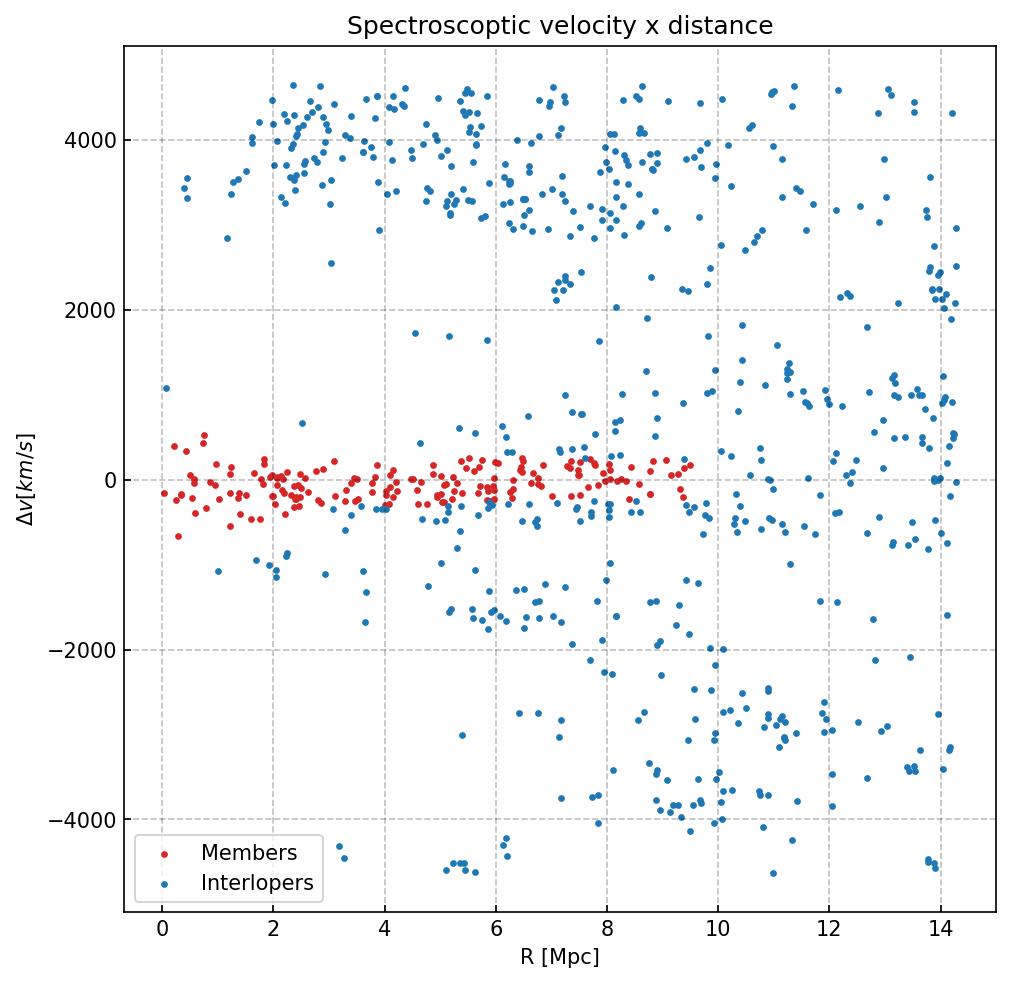 Spectroscoptic velocity x distance
Δv[km/s]
4000
2000
0
−2000
−4000
Members
Interlopers
0 2 4 6 8 10 12 14
R [Mpc]